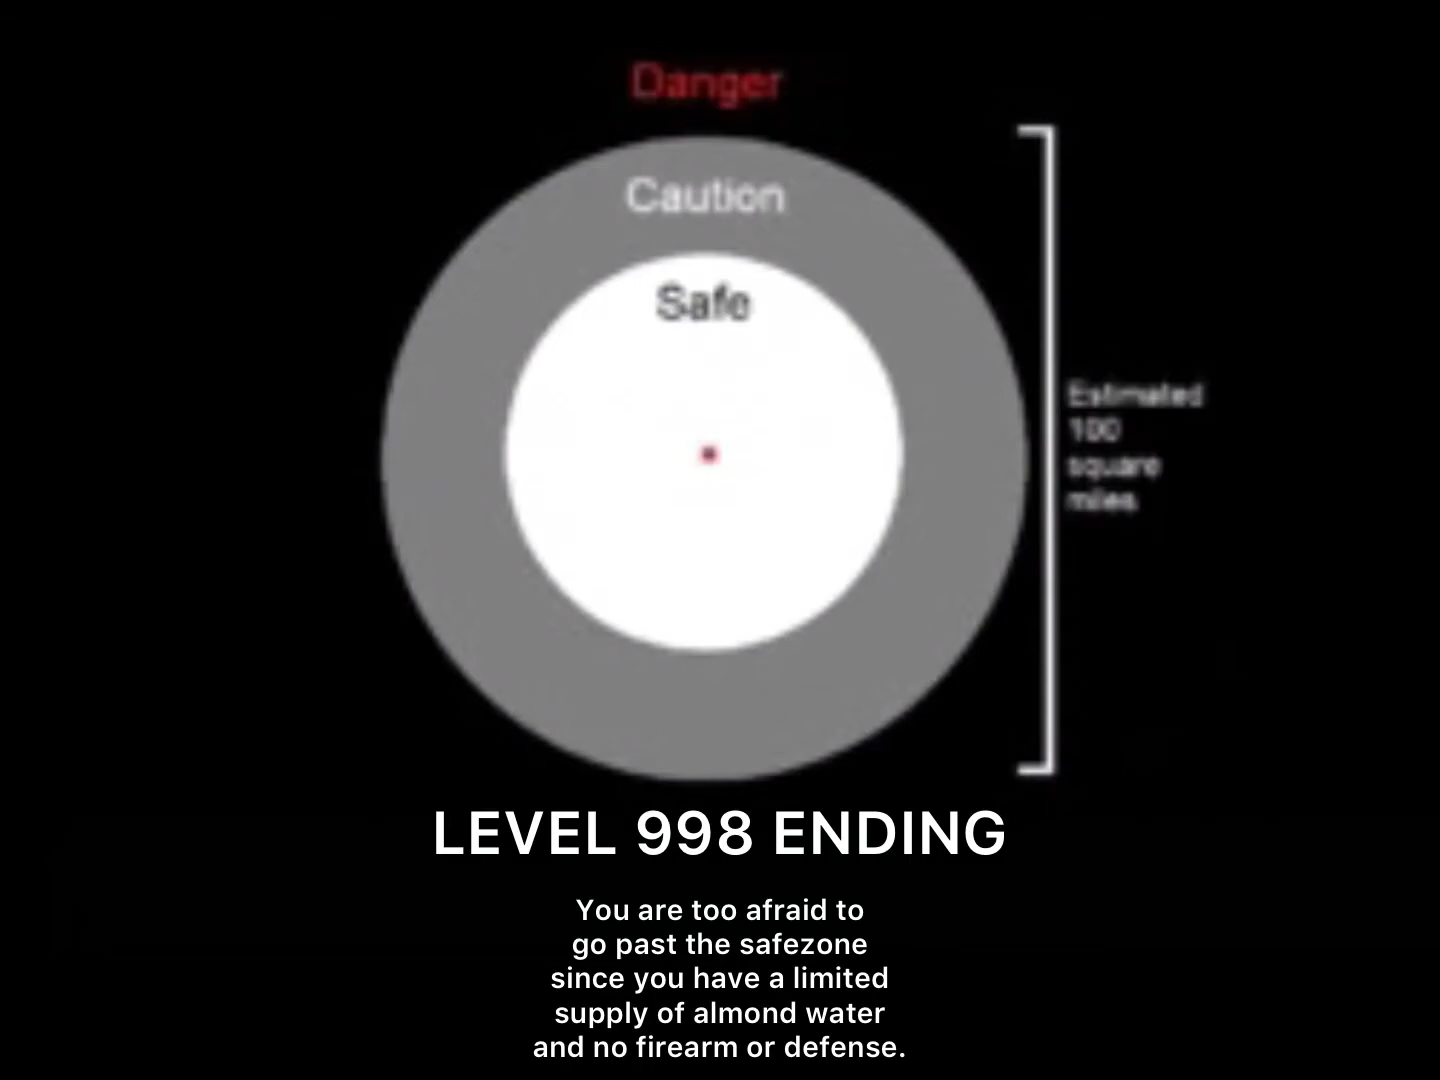 Danger
Caution
Safe
Estimated
100
square
miles
LEVEL 998 ENDING
You are too afraid to
go past the safezone
since you have a limited
supply of almond water
and no firearm or defense.